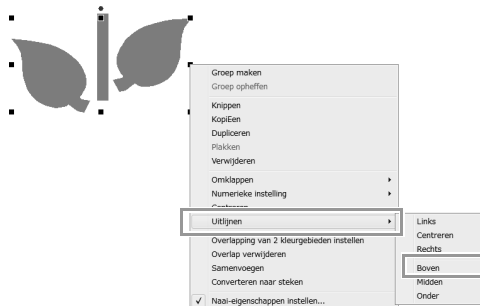 Groep maken
Groep opheffen
Knippen
KopiEen
Dupliceren
Plakken
Verwijderen
Omklappen
Numerieke instelling
Centreren
Uitlijnen
Overlapping van 2 kleurgebieden instellen
Overlap verwijderen
Samenvoegen
Converteren naar steken
Naai-eigenschappen instellen...
Links
Centreren
Rechts
Boven
Midden
Onder